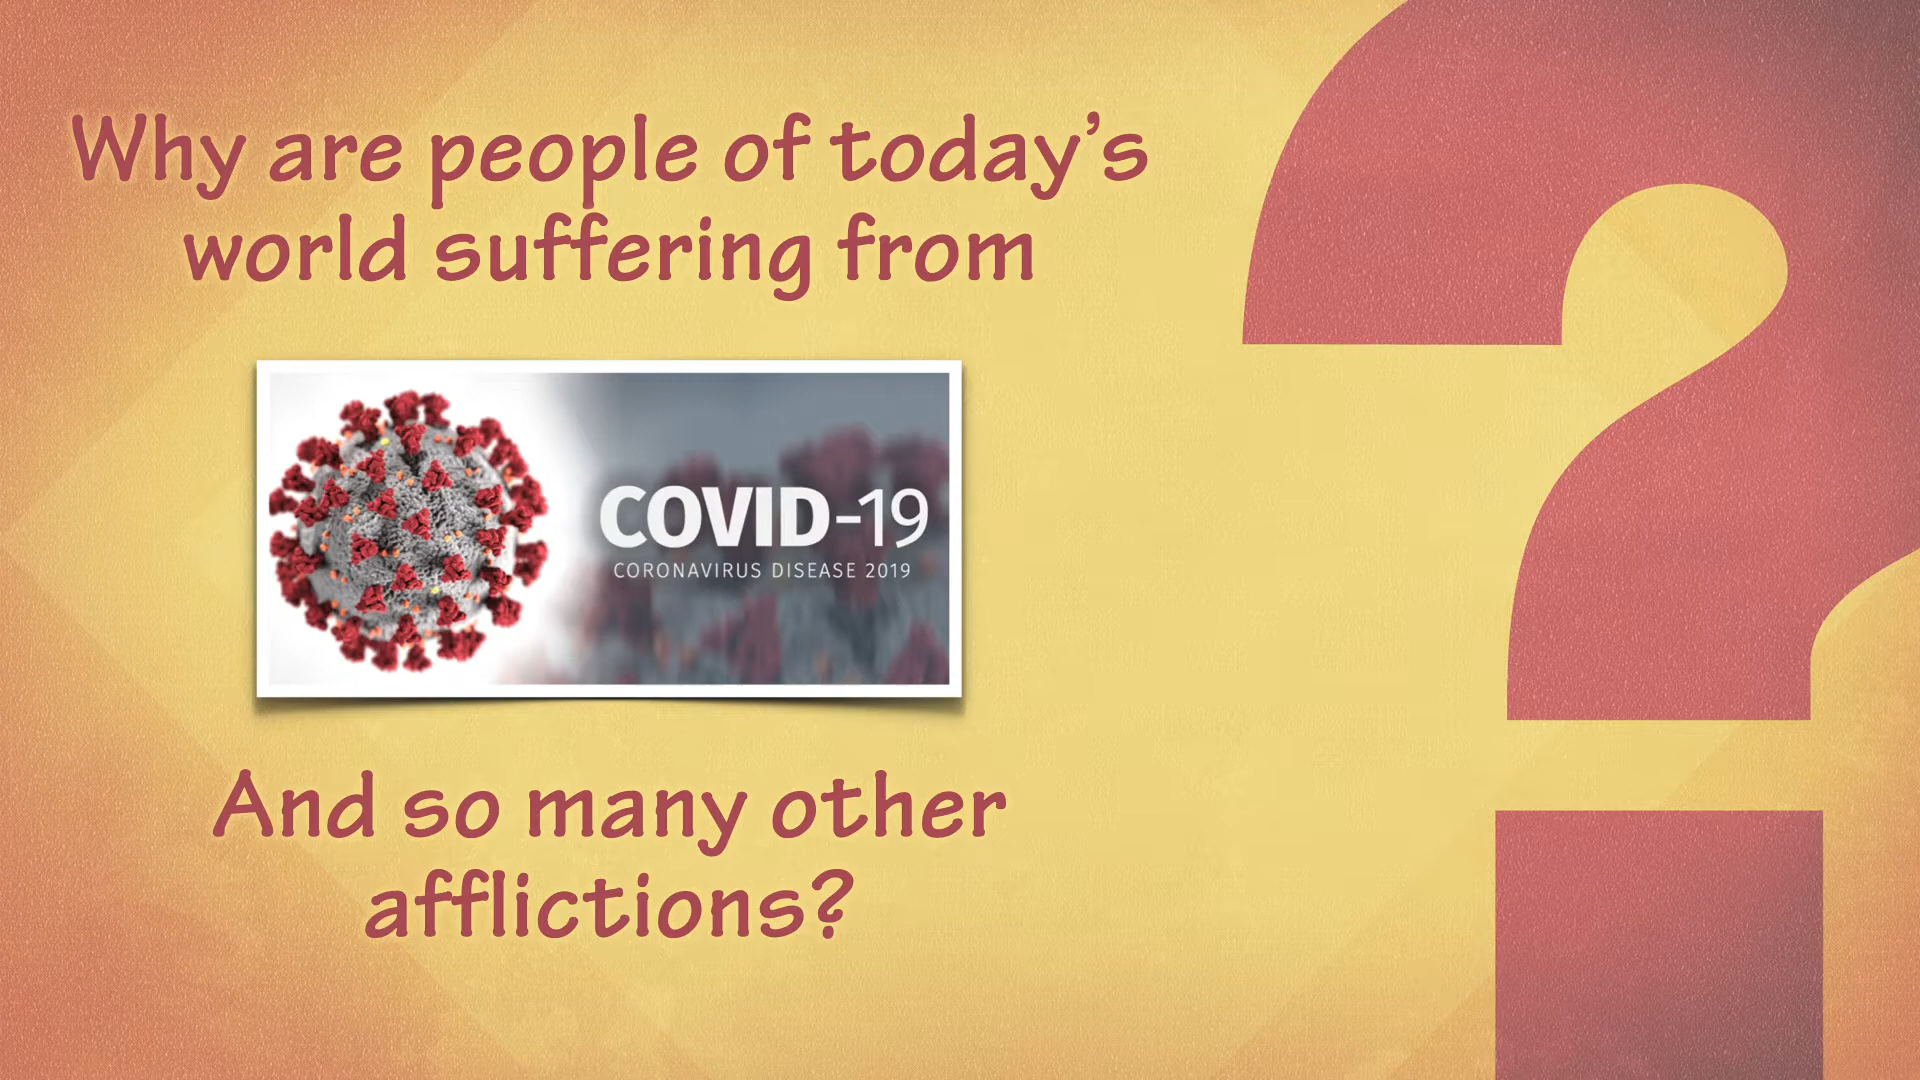 Why are people of today’s
world suffering from
COVID-19
CORONAVIRUS DISEASE 2019
And so many other
afflictions?